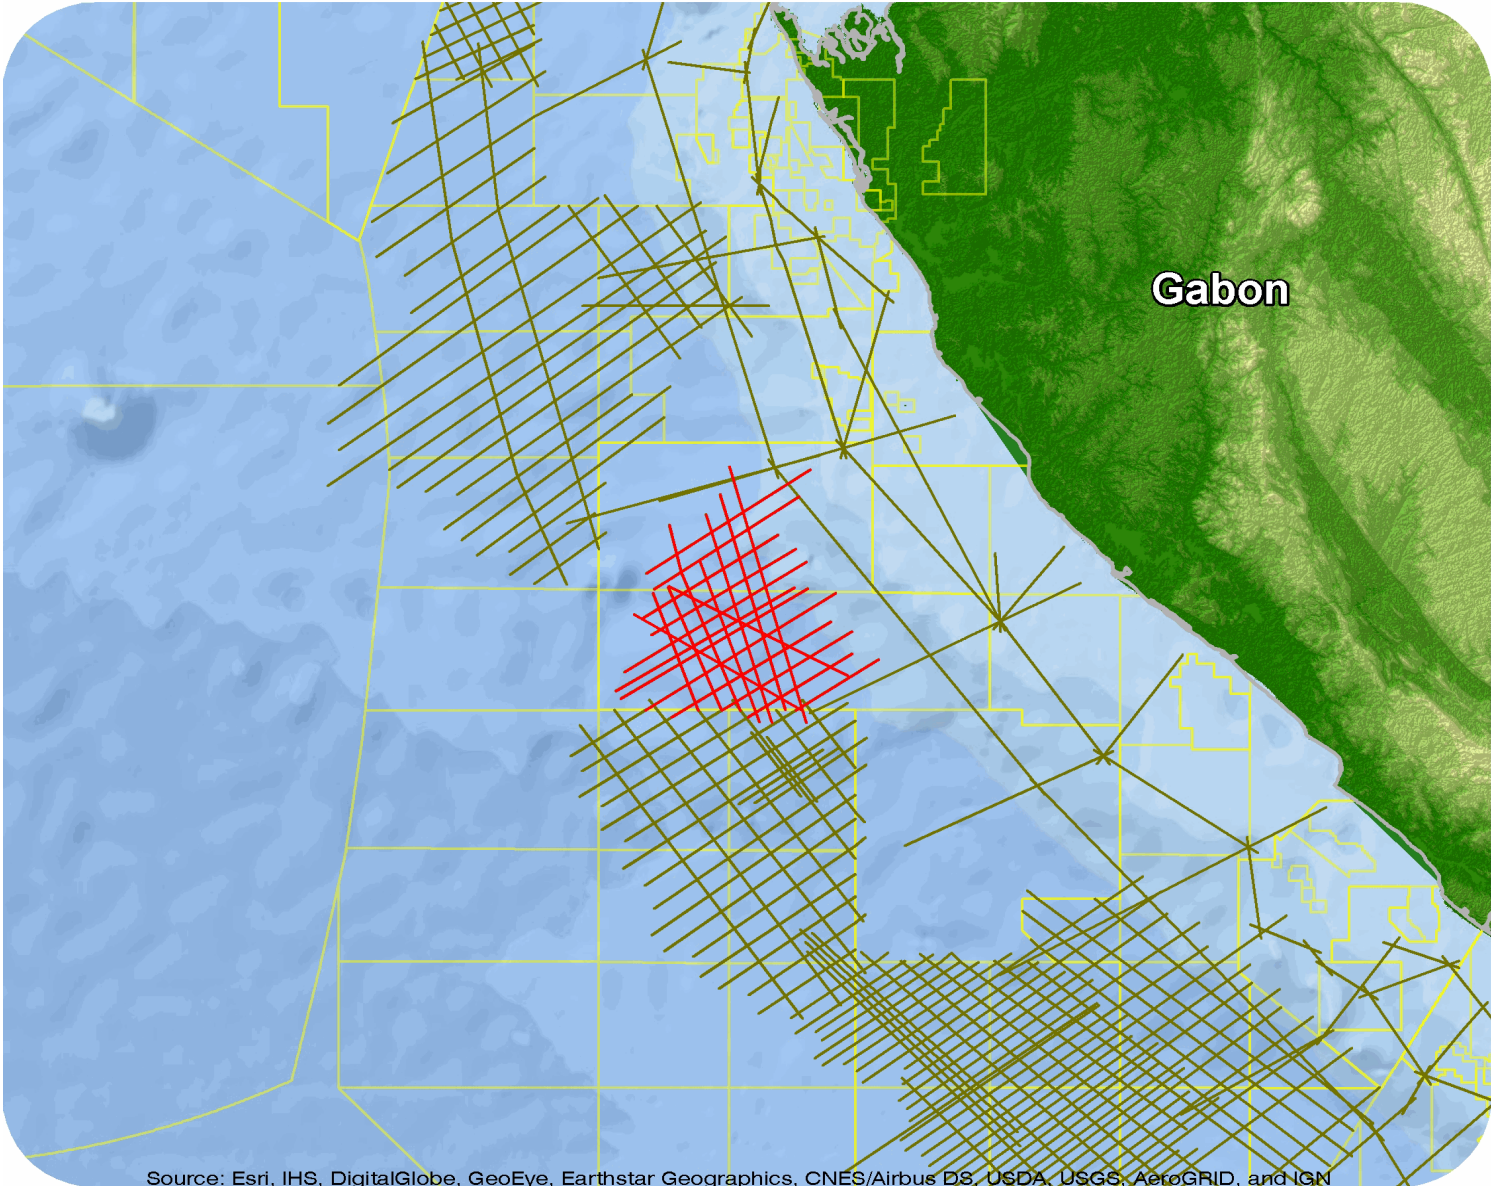 Gabon
Source: Esri, IHS, DigitalGlobe, GeoEye, Earthstar Geographics, CNES/Airbus DS, USDA, USGS, AeroGRID, and IGN